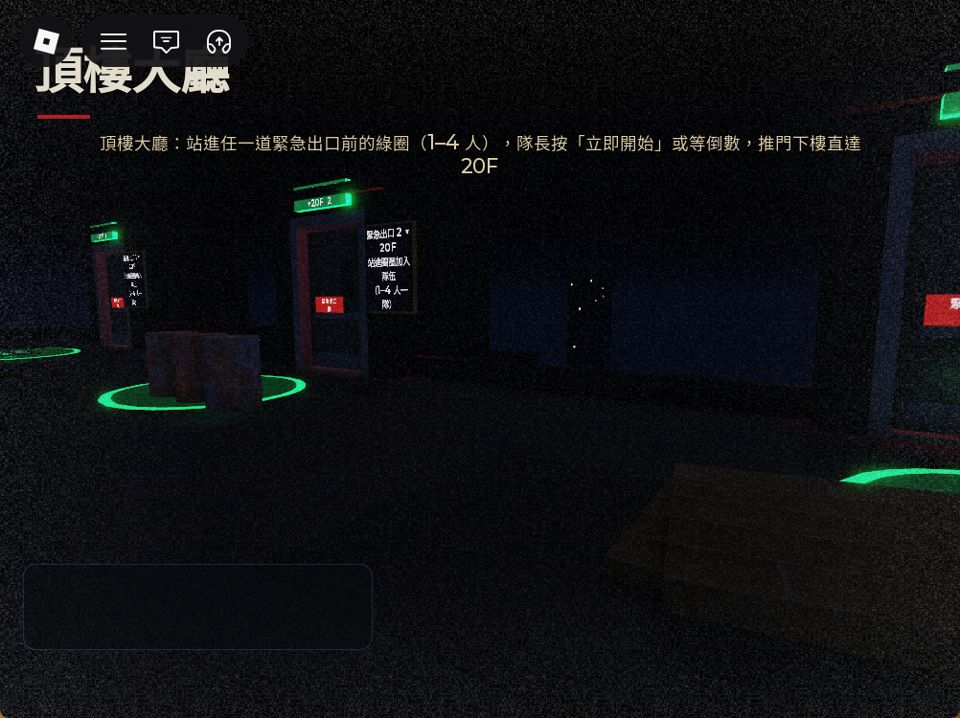 頂樓大廳
頂樓大廳：站進任一道緊急出口前的綠圈（1–4 人），隊長按「立即開始」或等倒數，推門下樓直達
20F
20F 2
緊急出口 2
20F
站進圈圈加入
隊伍
（1–4 人一
隊）